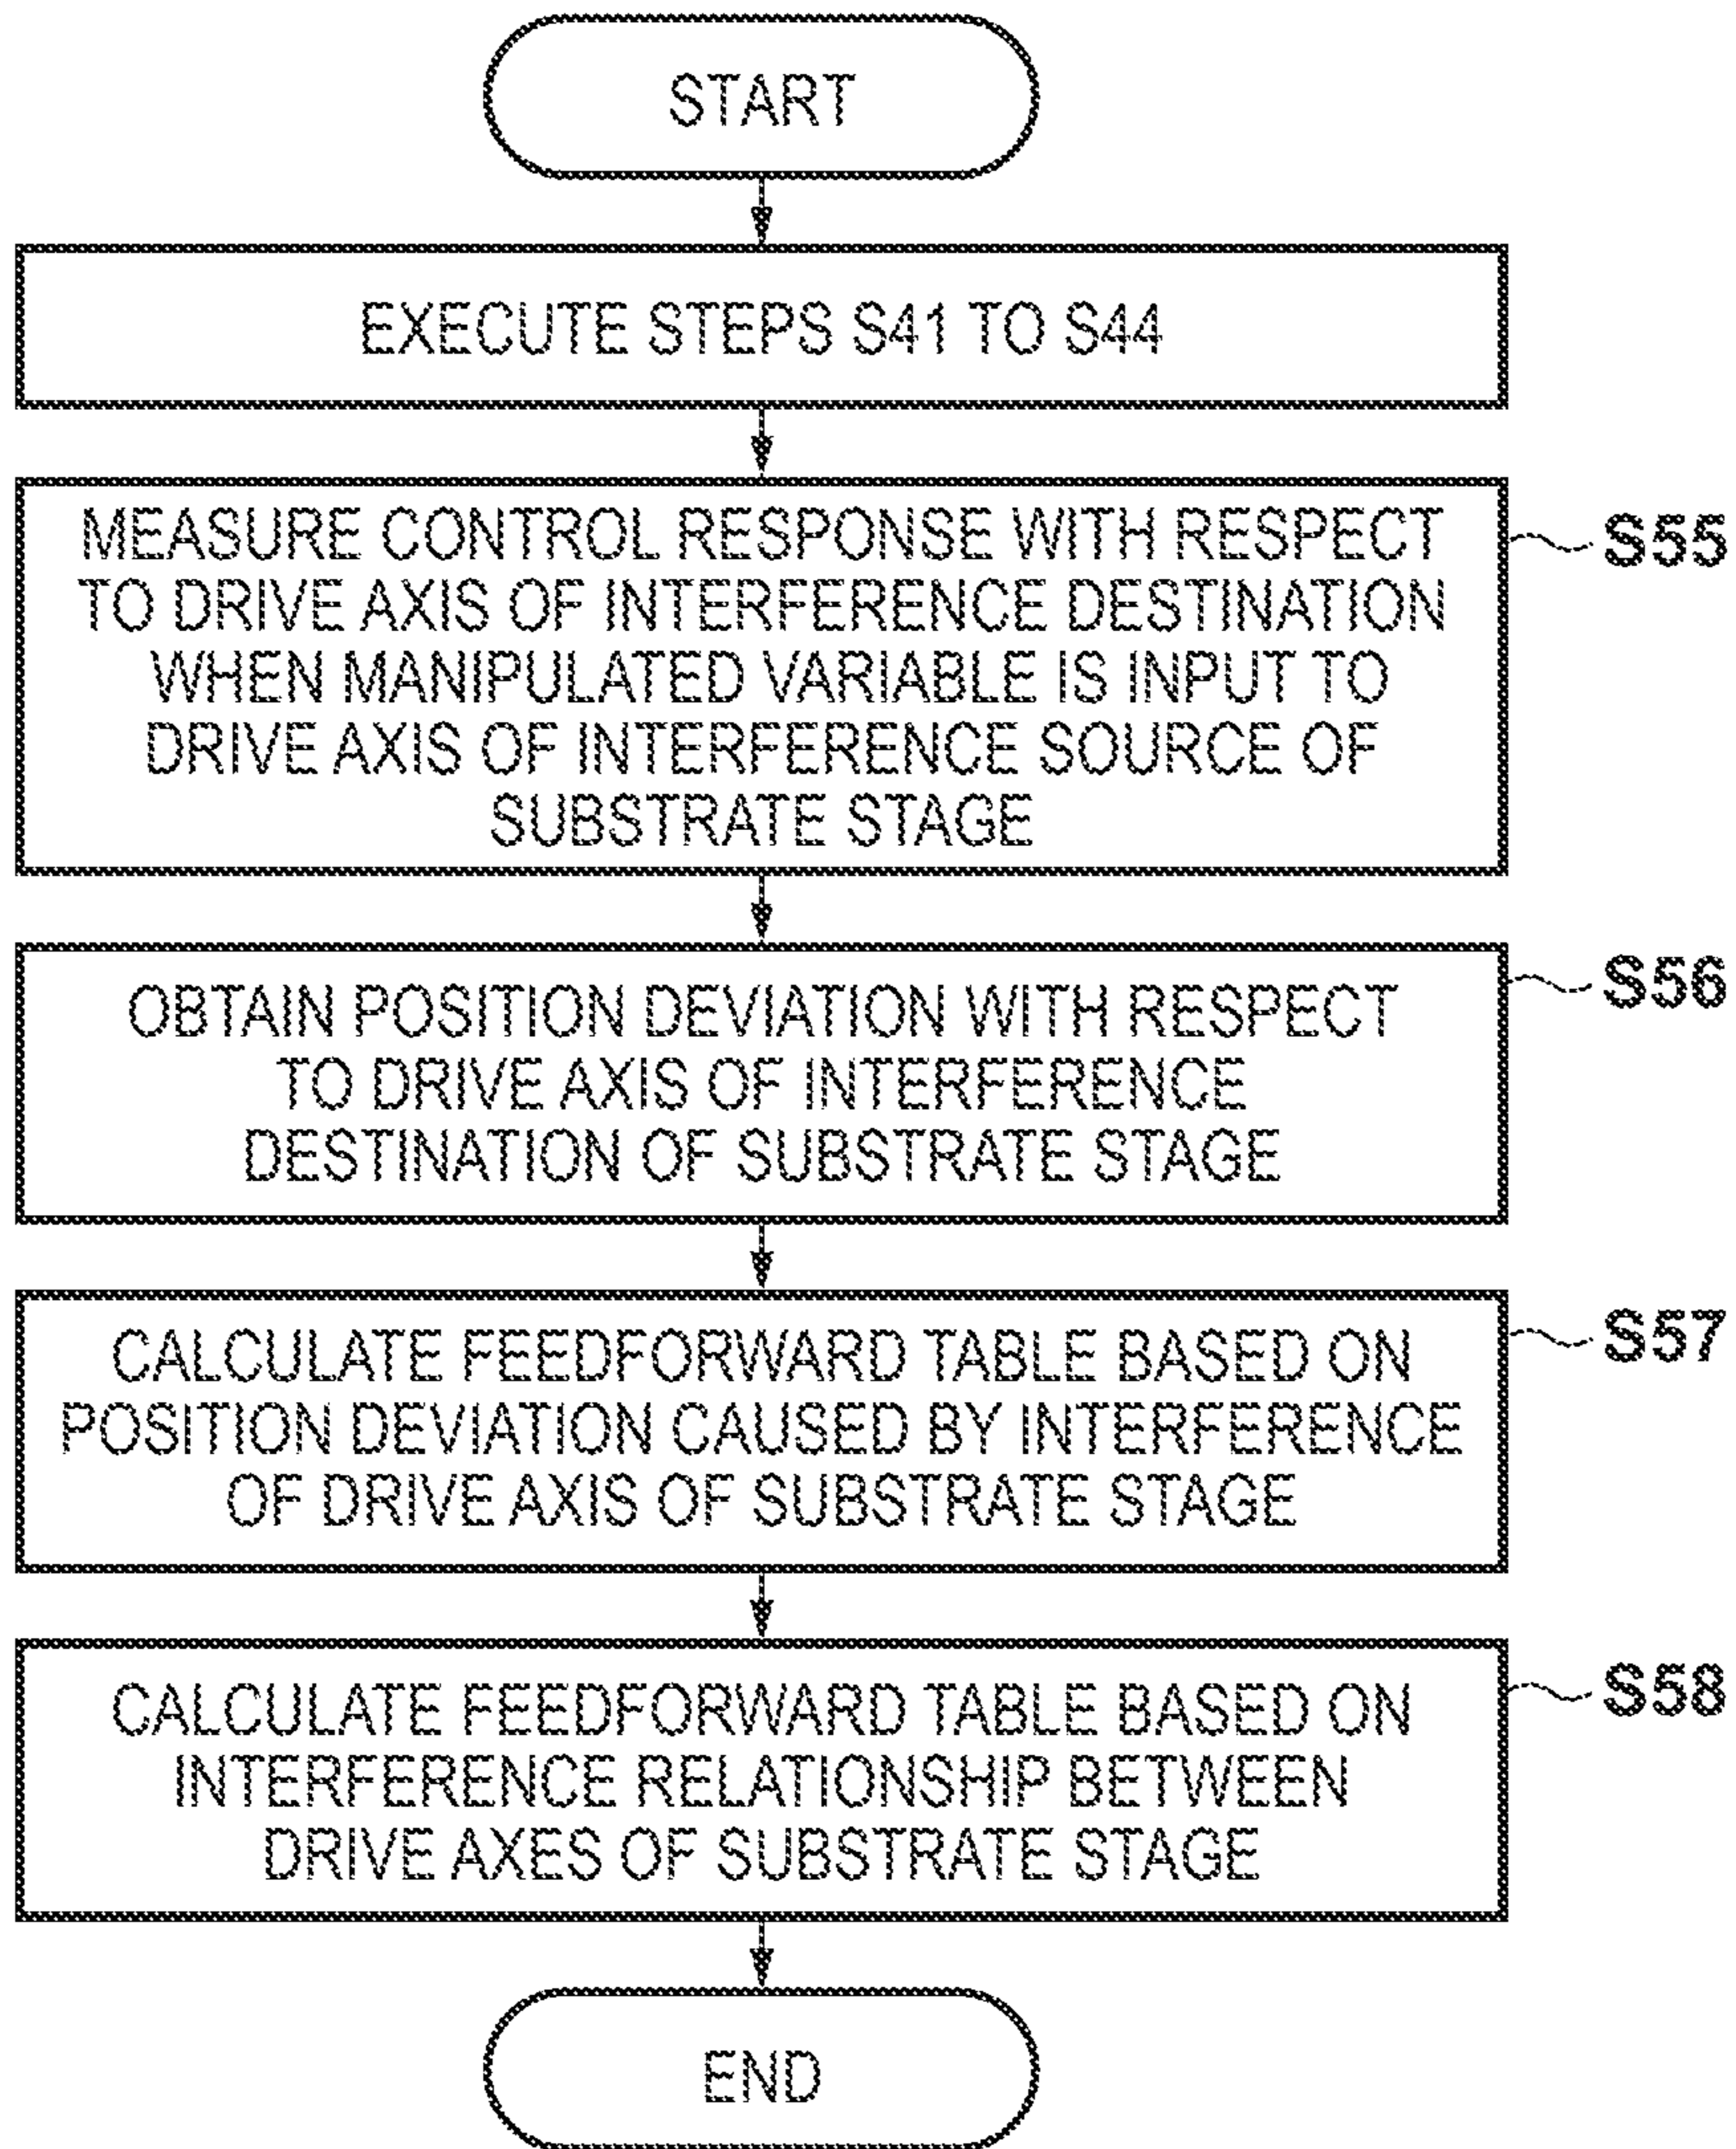 START
EXECUTE STEPS S41 TO S44
MEASURE CONTROL RESPONSE WITH RESPECT
TO DRIVE AXIS OF INTERFERENCE DESTINATION
WHEN MANIPULATED VARIABLE IS INPUT TO
DRIVE AXIS OF INTERFERENCE SOURCE OF
SUBSTRATE STAGE
S55
OBTAIN POSITION DEVIATION WITH RESPECT
TO DRIVE AXIS OF INTERFERENCE
DESTINATION OF SUBSTRATE STAGE
S56
CALCULATE FEEDFORWARD TABLE BASED ON
POSITION DEVIATION CAUSED BY INTERFERENCE
OF DRIVE AXIS OF SUBSTRATE STAGE
S57
CALCULATE FEEDFORWARD TABLE BASED ON
INTERFERENCE RELATIONSHIP BETWEEN
DRIVE AXES OF SUBSTRATE STAGE
S58
END